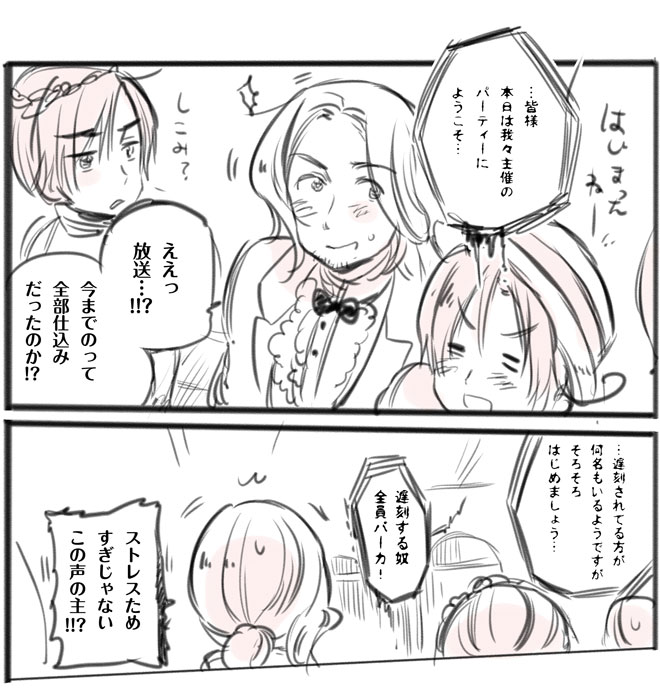 はじまったねー!!
…皆様
本日は我々主催の
パーティーに
ようこそ…
しこみ?
ええっ
放送…!!?
今までのって
全部仕込み
だったのか!?
…遅刻されてる方が
何名もいるようですが
そろそろ
はじめましょう…
遅刻する奴
全員バーカ!
ストレスため
すぎじゃない
この声の主!!?